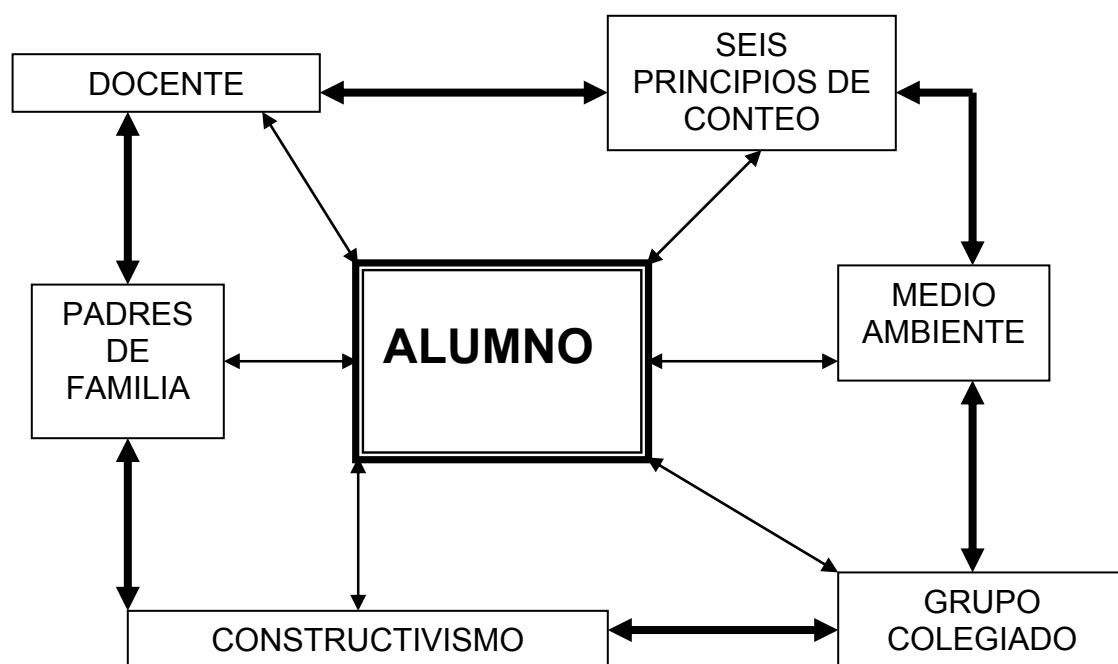 DOCENTE
SEIS
PRINCIPIOS DE
CONTEO
PADRES
DE
FAMILIA
ALUMNO
MEDIO
AMBIENTE
CONSTRUCTIVISMO
GRUPO
COLEGIADO